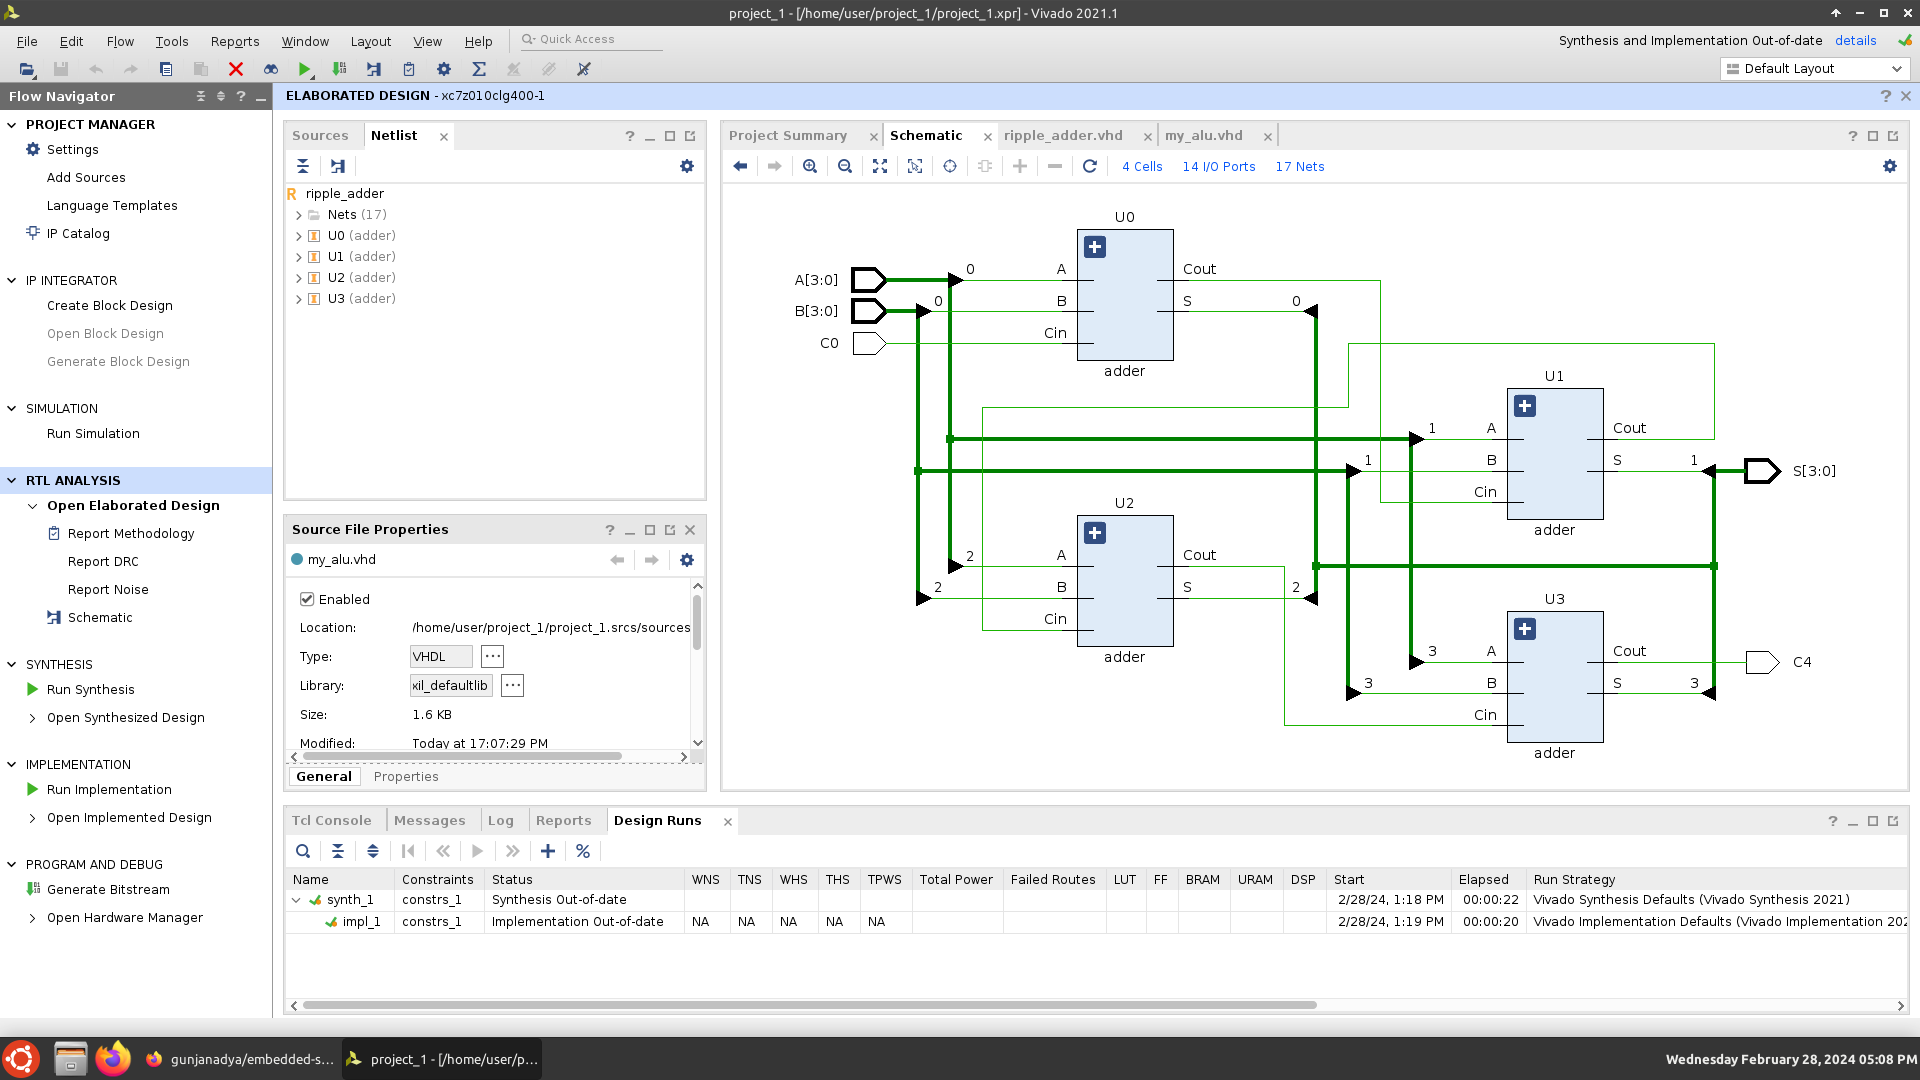 project_1 - [/home/user/project_1/project_1.xpr] - Vivado 2021.1
File Edit Flow Tools Reports Window Layout View Help Quick Access
Synthesis and Implementation Out-of-date details
Default Layout
Flow Navigator
PROJECT MANAGER
Settings
Add Sources
Language Templates
IP Catalog
IP INTEGRATOR
Create Block Design
Open Block Design
Generate Block Design
SIMULATION
Run Simulation
RTL ANALYSIS
Open Elaborated Design
Report Methodology
Report DRC
Report Noise
Schematic
SYNTHESIS
Run Synthesis
Open Synthesized Design
IMPLEMENTATION
Run Implementation
Open Implemented Design
PROGRAM AND DEBUG
Generate Bitstream
Open Hardware Manager
ELABORATED DESIGN - xc7z010clg400-1
Sources Netlist
R ripple_adder
Nets (17)
U0 (adder)
U1 (adder)
U2 (adder)
U3 (adder)
Source File Properties
my_alu.vhd
Enabled
Location: /home/user/project_1/project_1.srcs/sources
Type: VHDL
Library: xil_defaultlib
Size: 1.6 KB
Modified: Today at 17:07:29 PM
General Properties
Project Summary Schematic ripple_adder.vhd my_alu.vhd
4 Cells 14 I/O Ports 17 Nets
U0
A[3:0] 0 A Cout
B[3:0] 0 B S 0
C0 Cin
adder
U1
1 A Cout
1 B S 1 S[3:0]
Cin
adder
U2
2 A Cout
2 B S 2
Cin
adder
U3
3 A Cout C4
3 B S 3
Cin
adder
Tcl Console Messages Log Reports Design Runs
Name Constraints Status WNS TNS WHS THS TPWS Total Power Failed Routes LUT FF BRAM URAM DSP Start Elapsed Run Strategy
synth_1 constrs_1 Synthesis Out-of-date 2/28/24, 1:18 PM 00:00:22 Vivado Synthesis Defaults (Vivado Synthesis 2021)
impl_1 constrs_1 Implementation Out-of-date NA NA NA NA NA 2/28/24, 1:19 PM 00:00:20 Vivado Implementation Defaults (Vivado Implementation 202
gunjanadya/embedded-s... project_1 - [/home/user/p... Wednesday February 28, 2024 05:08 PM